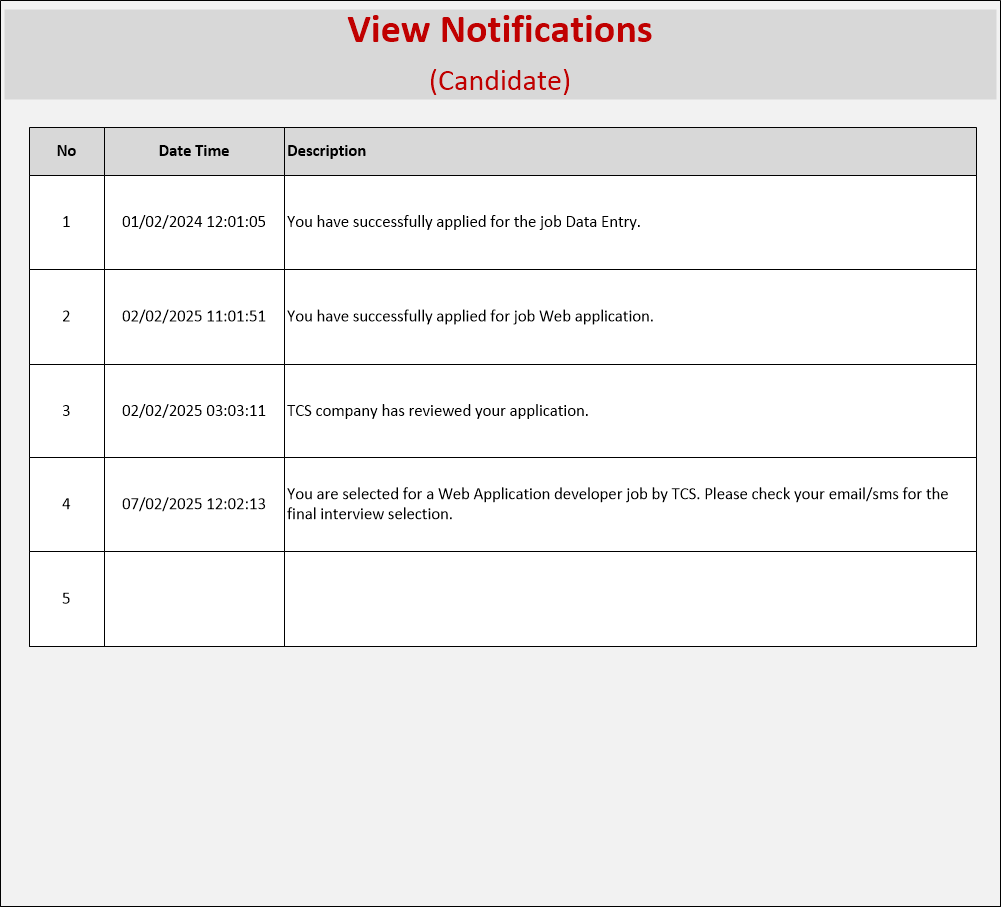 View Notifications
(Candidate)
No Date Time Description
1 01/02/2024 12:01:05 You have successfully applied for the job Data Entry.
2 02/02/2025 11:01:51 You have successfully applied for job Web application.
3 02/02/2025 03:03:11 TCS company has reviewed your application.
4 07/02/2025 12:02:13 You are selected for a Web Application developer job by TCS. Please check your email/sms for the
final interview selection.
5